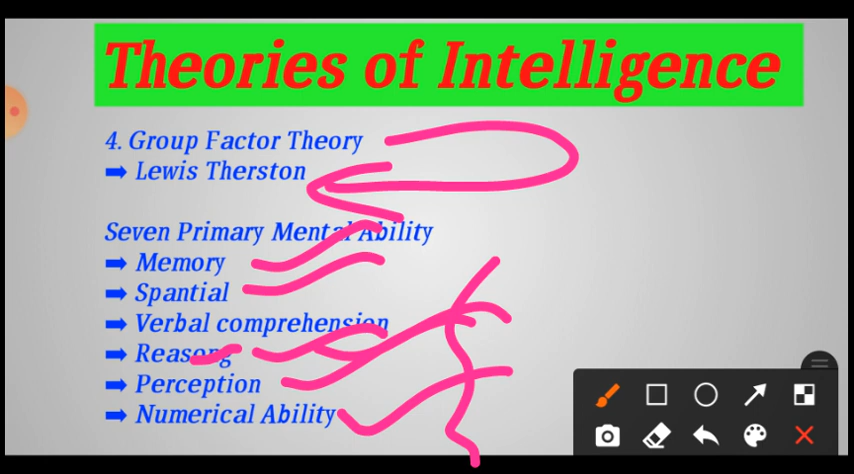 Theories of Intelligence
4. Group Factor Theory
➡ Lewis Therston
Seven Primary Mental Ability
➡ Memory
➡ Spantial
➡ Verbal comprehension
➡ Reasong
➡ Perception
➡ Numerical Ability